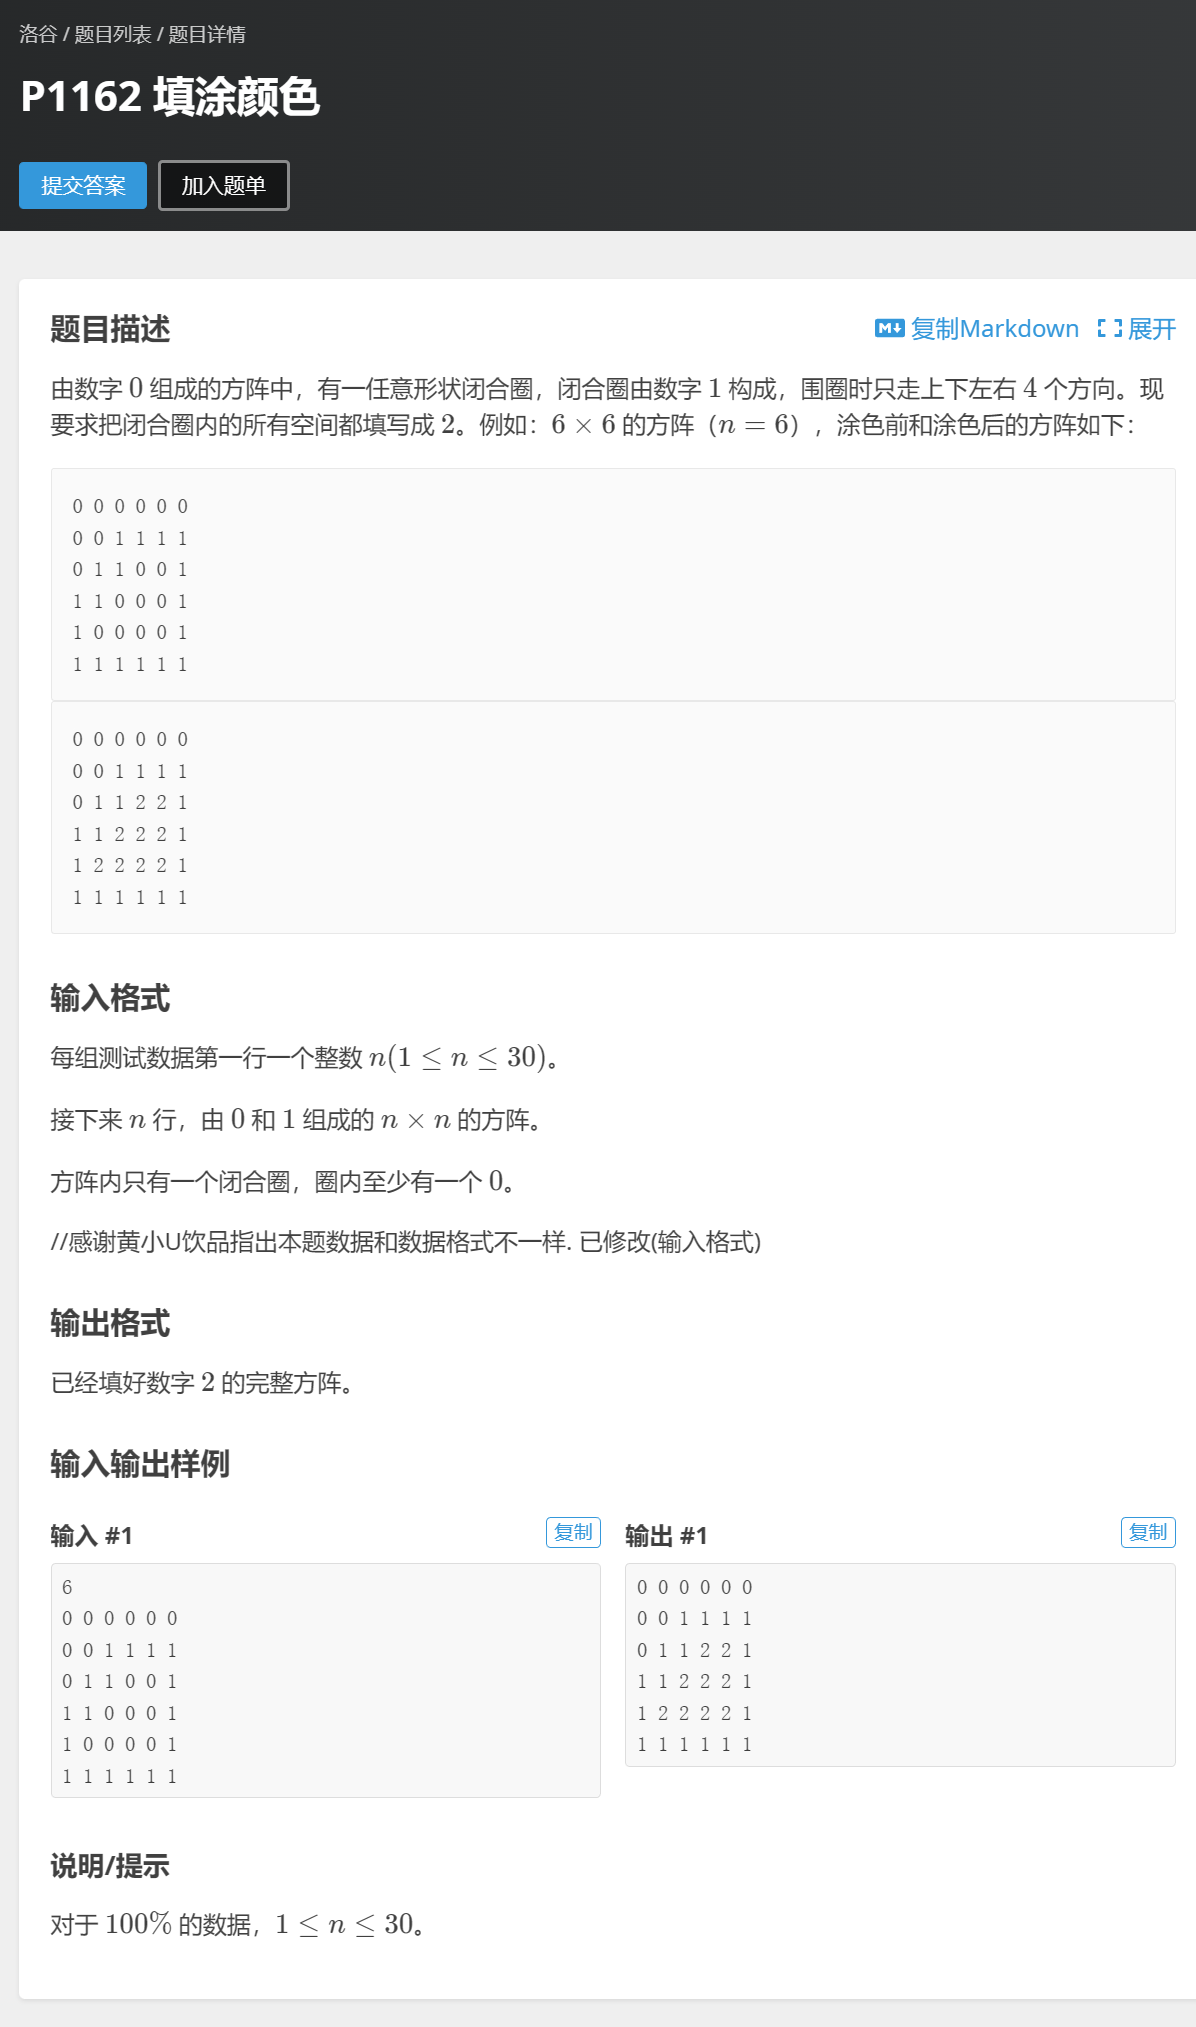 洛谷 / 题目列表 / 题目详情
P1162 填涂颜色
提交答案 加入题单
题目描述 复制Markdown 展开
由数字 0 组成的方阵中，有一任意形状闭合圈，闭合圈由数字 1 构成，围圈时只走上下左右 4 个方向。现
要求把闭合圈内的所有空间都填写成 2。例如：6 × 6 的方阵（n = 6），涂色前和涂色后的方阵如下：
0 0 0 0 0 0
0 0 1 1 1 1
0 1 1 0 0 1
1 1 0 0 0 1
1 0 0 0 0 1
1 1 1 1 1 1
0 0 0 0 0 0
0 0 1 1 1 1
0 1 1 2 2 1
1 1 2 2 2 1
1 2 2 2 2 1
1 1 1 1 1 1
输入格式
每组测试数据第一行一个整数 n(1 ≤ n ≤ 30)。
接下来 n 行，由 0 和 1 组成的 n × n 的方阵。
方阵内只有一个闭合圈，圈内至少有一个 0。
//感谢黄小U饮品指出本题数据和数据格式不一样. 已修改(输入格式)
输出格式
已经填好数字 2 的完整方阵。
输入输出样例
输入 #1 复制
6
0 0 0 0 0 0
0 0 1 1 1 1
0 1 1 0 0 1
1 1 0 0 0 1
1 0 0 0 0 1
1 1 1 1 1 1
输出 #1 复制
0 0 0 0 0 0
0 0 1 1 1 1
0 1 1 2 2 1
1 1 2 2 2 1
1 2 2 2 2 1
1 1 1 1 1 1
说明/提示
对于 100% 的数据，1 ≤ n ≤ 30。